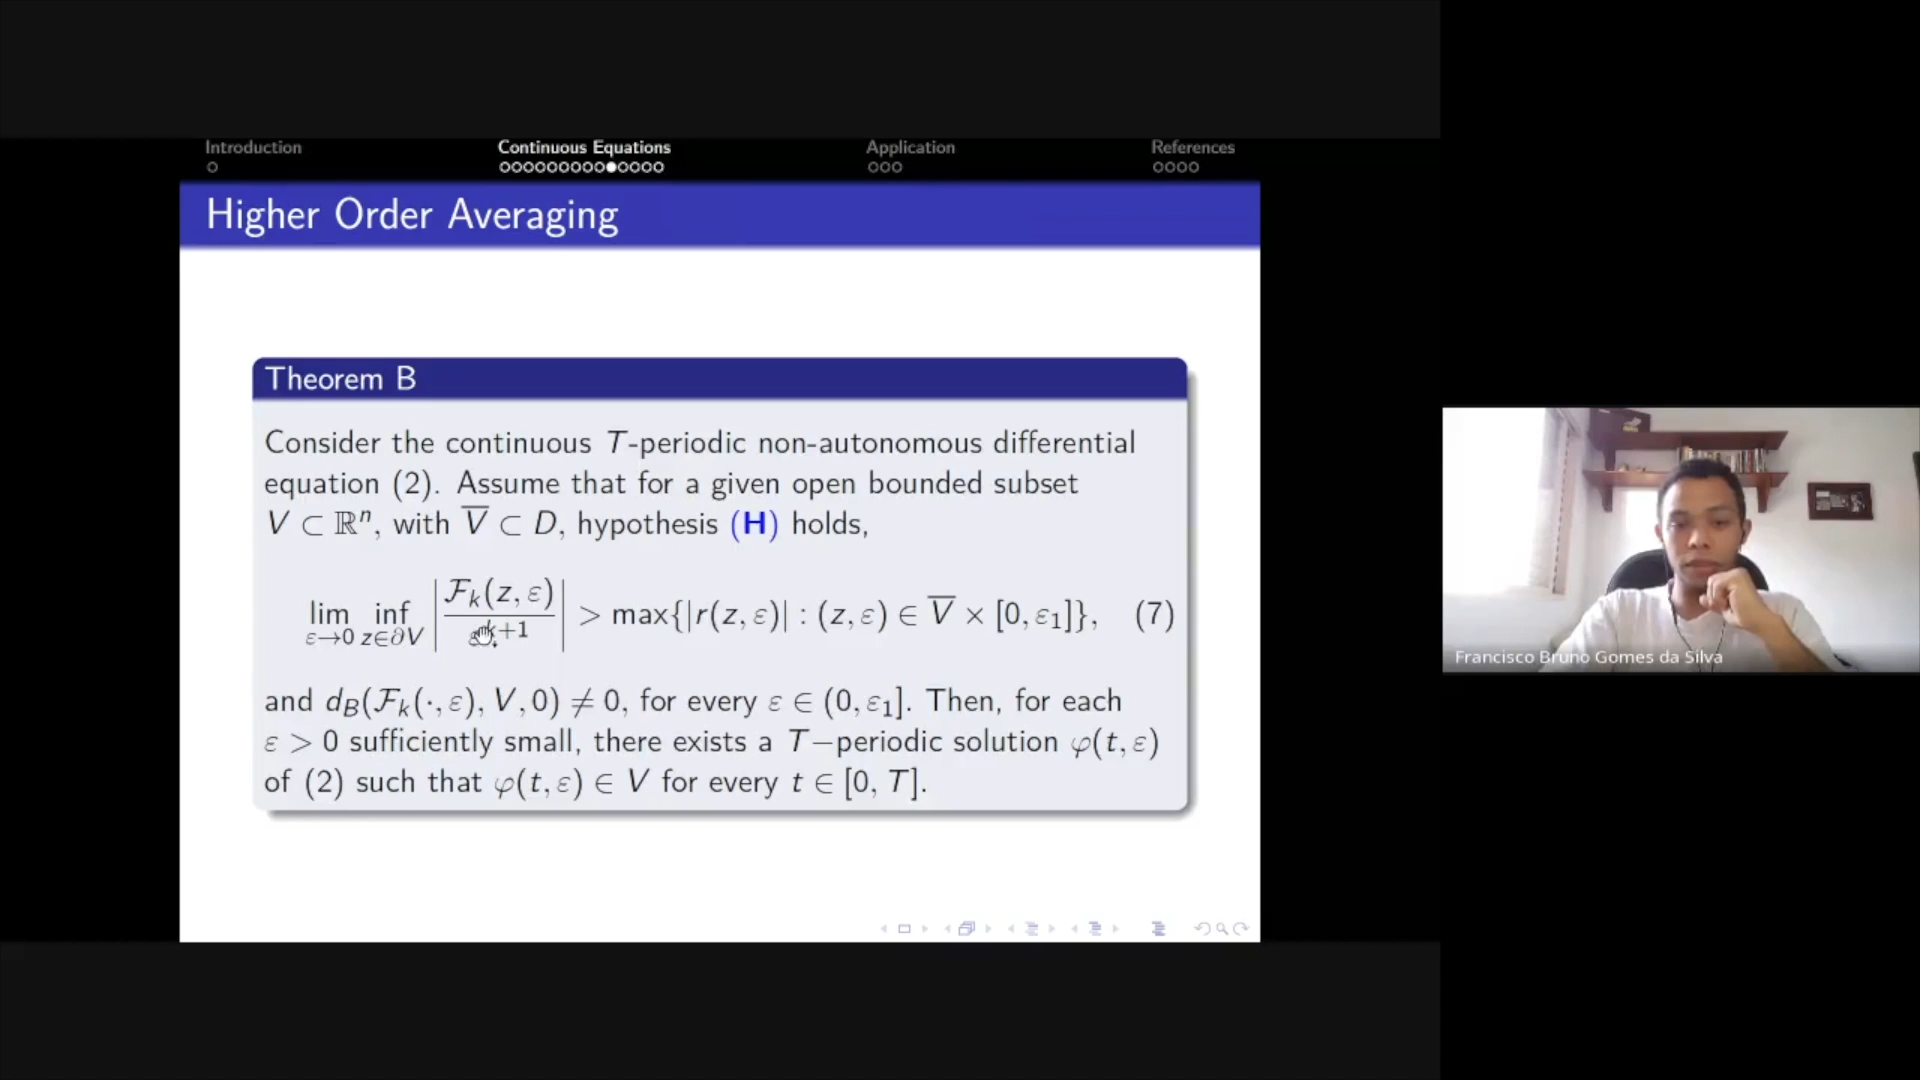 Introduction
Continuous Equations
Application
References
Higher Order Averaging
Theorem B
Consider the continuous T-periodic non-autonomous differential
equation (2). Assume that for a given open bounded subset
V ⊂ ℝⁿ, with V̅ ⊂ D, hypothesis (H) holds,
lim inf | 𝓕ₖ(z, ε) / εᵏ⁺¹ | > max{|r(z, ε)| : (z, ε) ∈ V̅ × [0, ε₁]}, (7)
ε→0 z∈∂V
and d_B(𝓕ₖ(·, ε), V, 0) ≠ 0, for every ε ∈ (0, ε₁]. Then, for each
ε > 0 sufficiently small, there exists a T−periodic solution φ(t, ε)
of (2) such that φ(t, ε) ∈ V for every t ∈ [0, T].
Francisco Bruno Gomes da Silva